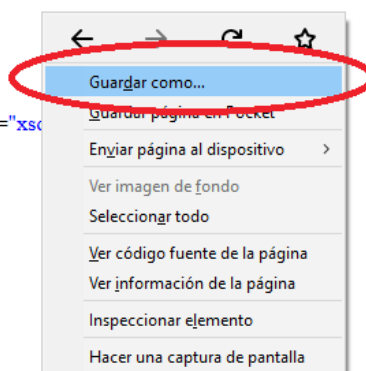 Guardar como...
="xsd
Guardar página en Pocket
Enviar página al dispositivo
Ver imagen de fondo
Seleccionar todo
Ver código fuente de la página
Ver información de la página
Inspeccionar elemento
Hacer una captura de pantalla